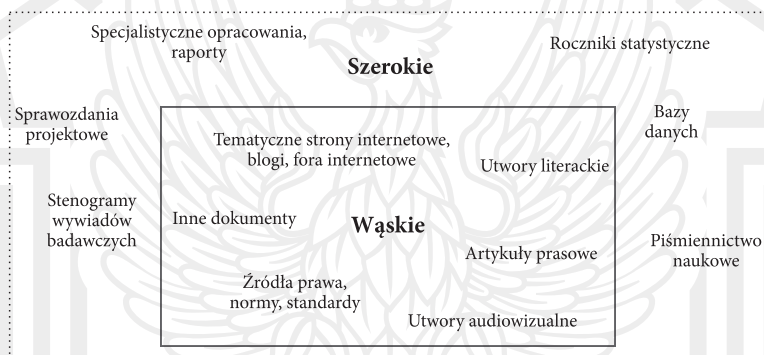 Specjalistyczne opracowania,
raporty
Szerokie
Roczniki statystyczne
Sprawozdania
projektowe
Bazy
danych
Tematyczne strony internetowe,
blogi, fora internetowe
Utwory literackie
Stenogramy
wywiadów
badawczych
Inne dokumenty
Wąskie
Artykuły prasowe
Piśmiennictwo
naukowe
Źródła prawa,
normy, standardy
Utwory audiowizualne